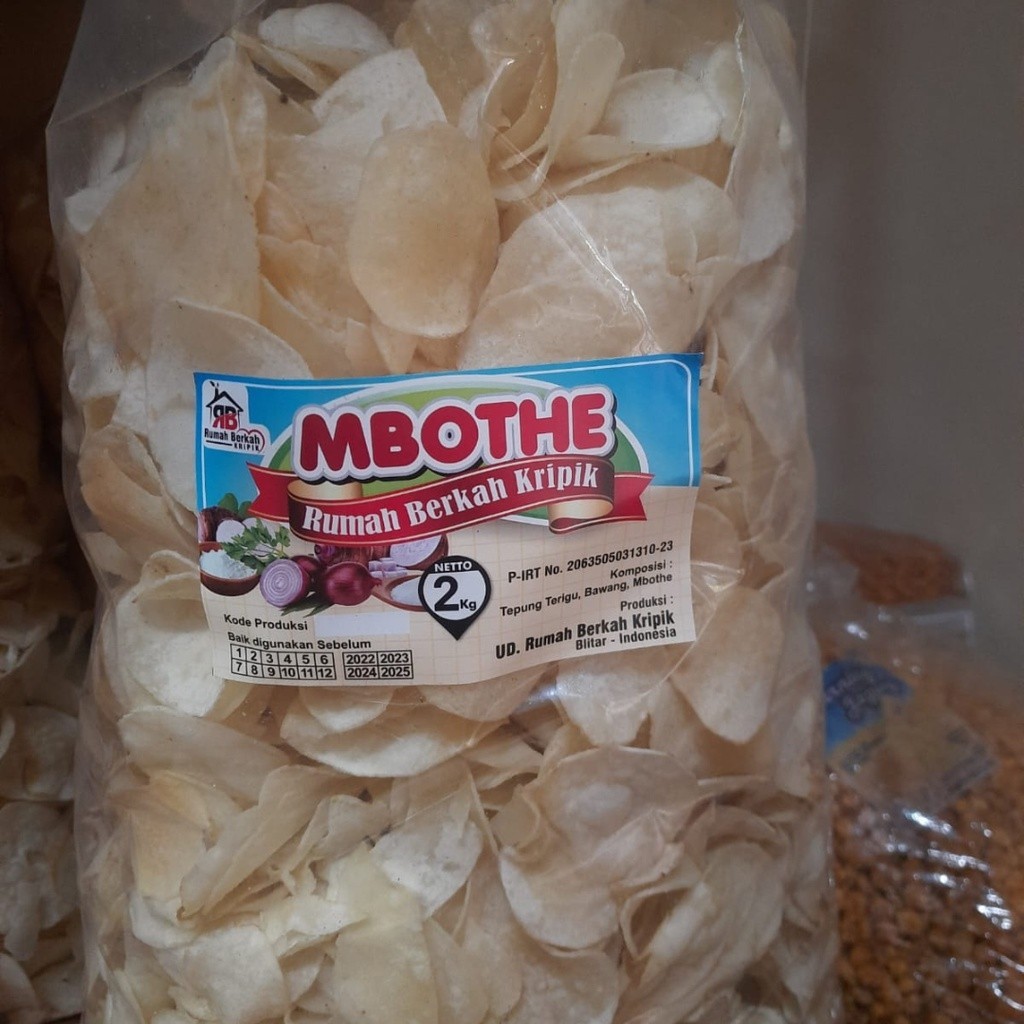 RB
Rumah Berkah
KRIPIK
MBOTHE
Rumah Berkah Kripik
NETTO
2 Kg
P-IRT No. 2063505031310-23
Komposisi :
Tepung Terigu, Bawang, Mbothe
Produksi :
UD. Rumah Berkah Kripik
Blitar - Indonesia
Kode Produksi
Baik digunakan Sebelum
1 2 3 4 5 6 2022 2023
7 8 9 10 11 12 2024 2025